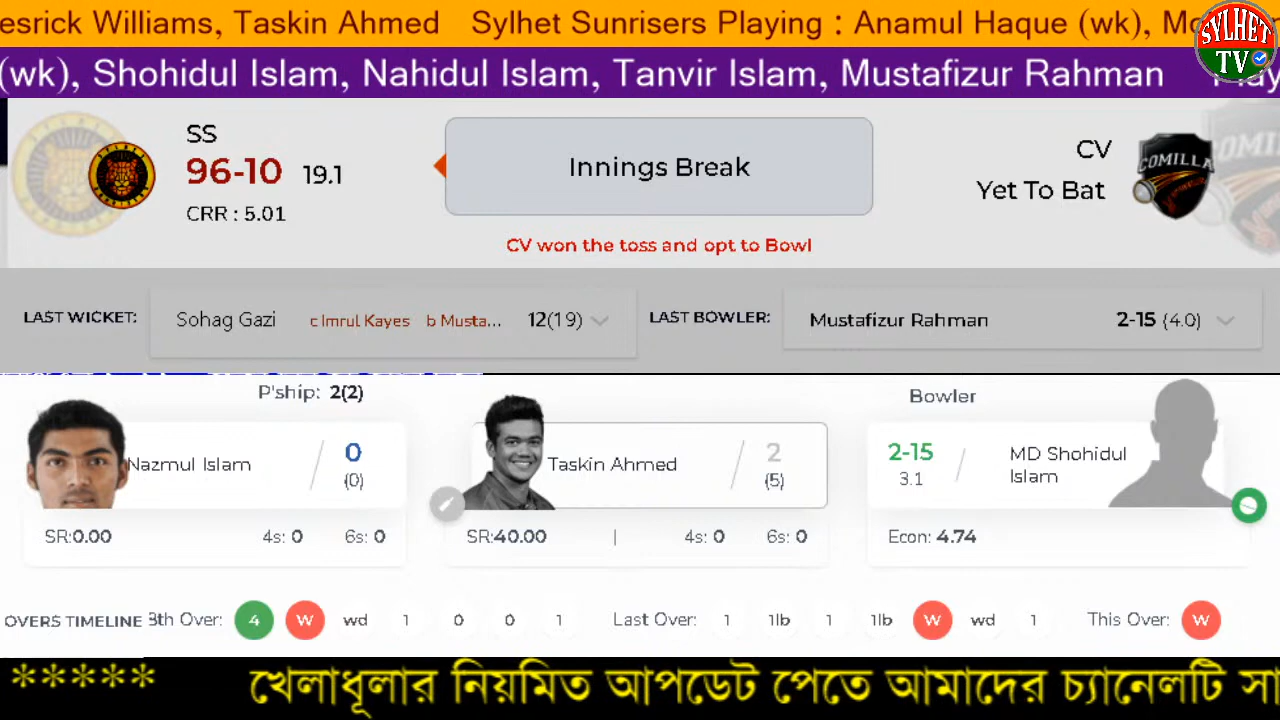 esrick Williams, Taskin Ahmed Sylhet Sunrisers Playing : Anamul Haque (wk), Mo
SYLHET TV
(wk), Shohidul Islam, Nahidul Islam, Tanvir Islam, Mustafizur Rahman Play
SS
96-10 19.1
CRR : 5.01
Innings Break
CV won the toss and opt to Bowl
CV
Yet To Bat
COMILLA
LAST WICKET: Sohag Gazi c Imrul Kayes b Musta... 12(19)
LAST BOWLER: Mustafizur Rahman 2-15 (4.0)
P'ship: 2(2)
Bowler
Nazmul Islam 0 (0)
SR:0.00 4s: 0 6s: 0
Taskin Ahmed 2 (5)
SR:40.00 | 4s: 0 6s: 0
2-15 3.1 MD Shohidul Islam
Econ: 4.74
OVERS TIMELINE 8th Over: 4 W wd 1 0 0 1 Last Over: 1 1lb 1 1lb W wd 1 This Over: W
***** খেলাধূলার নিয়মিত আপডেট পেতে আমাদের চ্যানেলটি সা